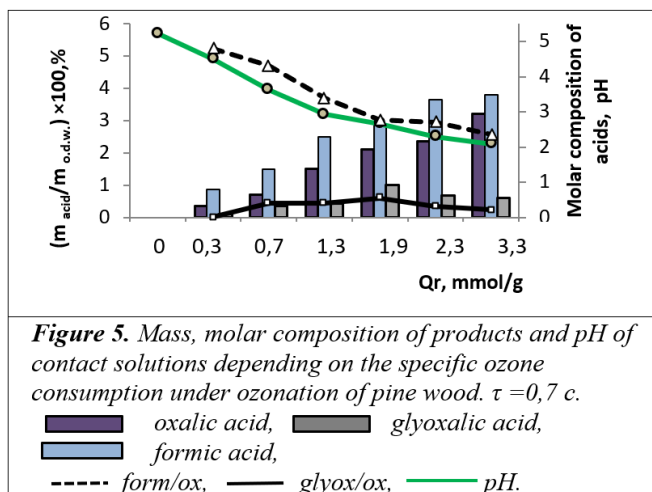 6
5
4
3
2
1
0
(m acid/m o.d.w.) ×100,%
5
4
3
2
1
0
Molar composition of
acids, pH
0 0,3 0,7 1,3 1,9 2,3 3,3
Qr, mmol/g
Figure 5. Mass, molar composition of products and pH of
contact solutions depending on the specific ozone
consumption under ozonation of pine wood. τ =0,7 c.
oxalic acid, glyoxalic acid,
formic acid,
form/ox, glyox/ox, pH.